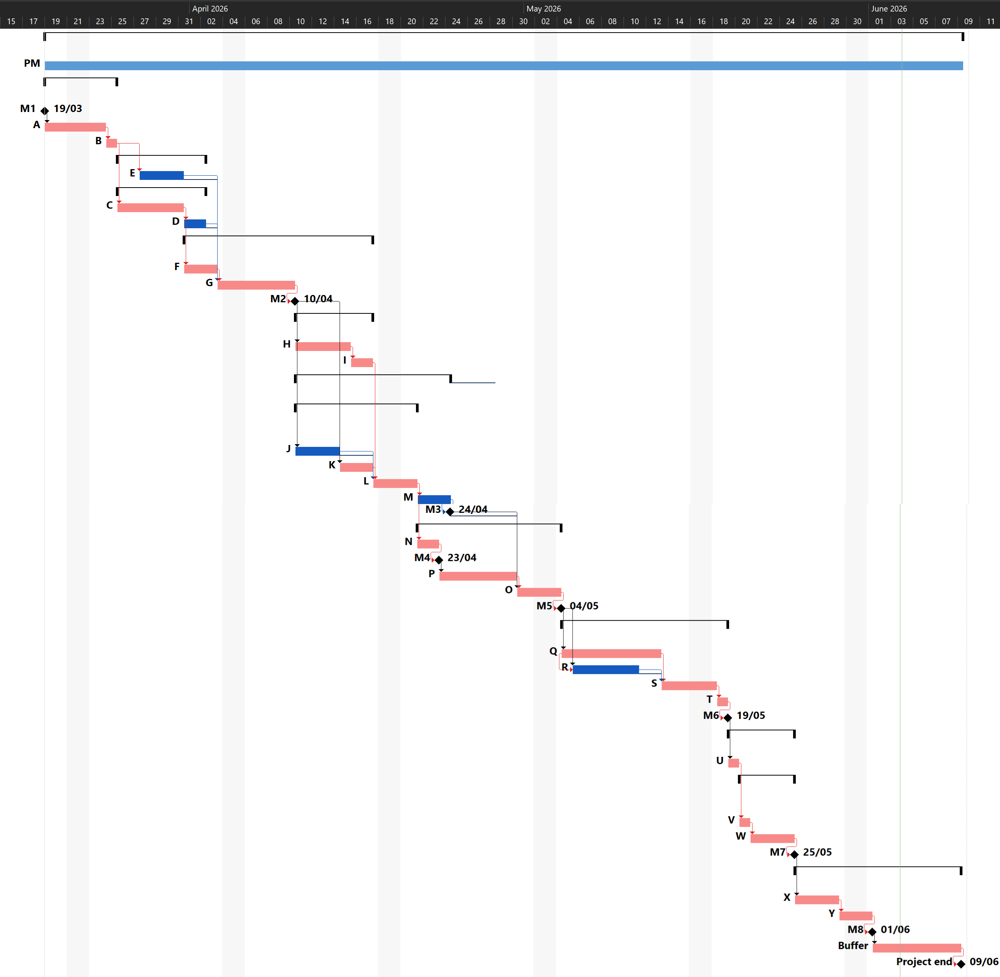 April 2026 May 2026 June 2026
15 17 19 21 23 25 27 29 31 02 04 06 08 10 12 14 16 18 20 22 24 26 28 30 02 04 06 08 10 12 14 16 18 20 22 24 26 28 30 01 03 05 07 09 11
PM
M1 19/03
A
B
E
C
D
F
G
M2 10/04
H
I
J
K
L
M
M3 24/04
N
M4 23/04
P
O
M5 04/05
Q
R
S
T
M6 19/05
U
V
W
M7 25/05
X
Y
M8 01/06
Buffer
Project end 09/06